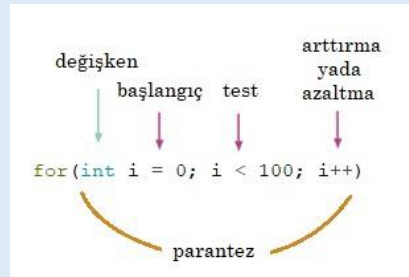 değişken
başlangıç
test
arttırma
yada
azaltma
for(int i = 0; i < 100; i++)
parantez